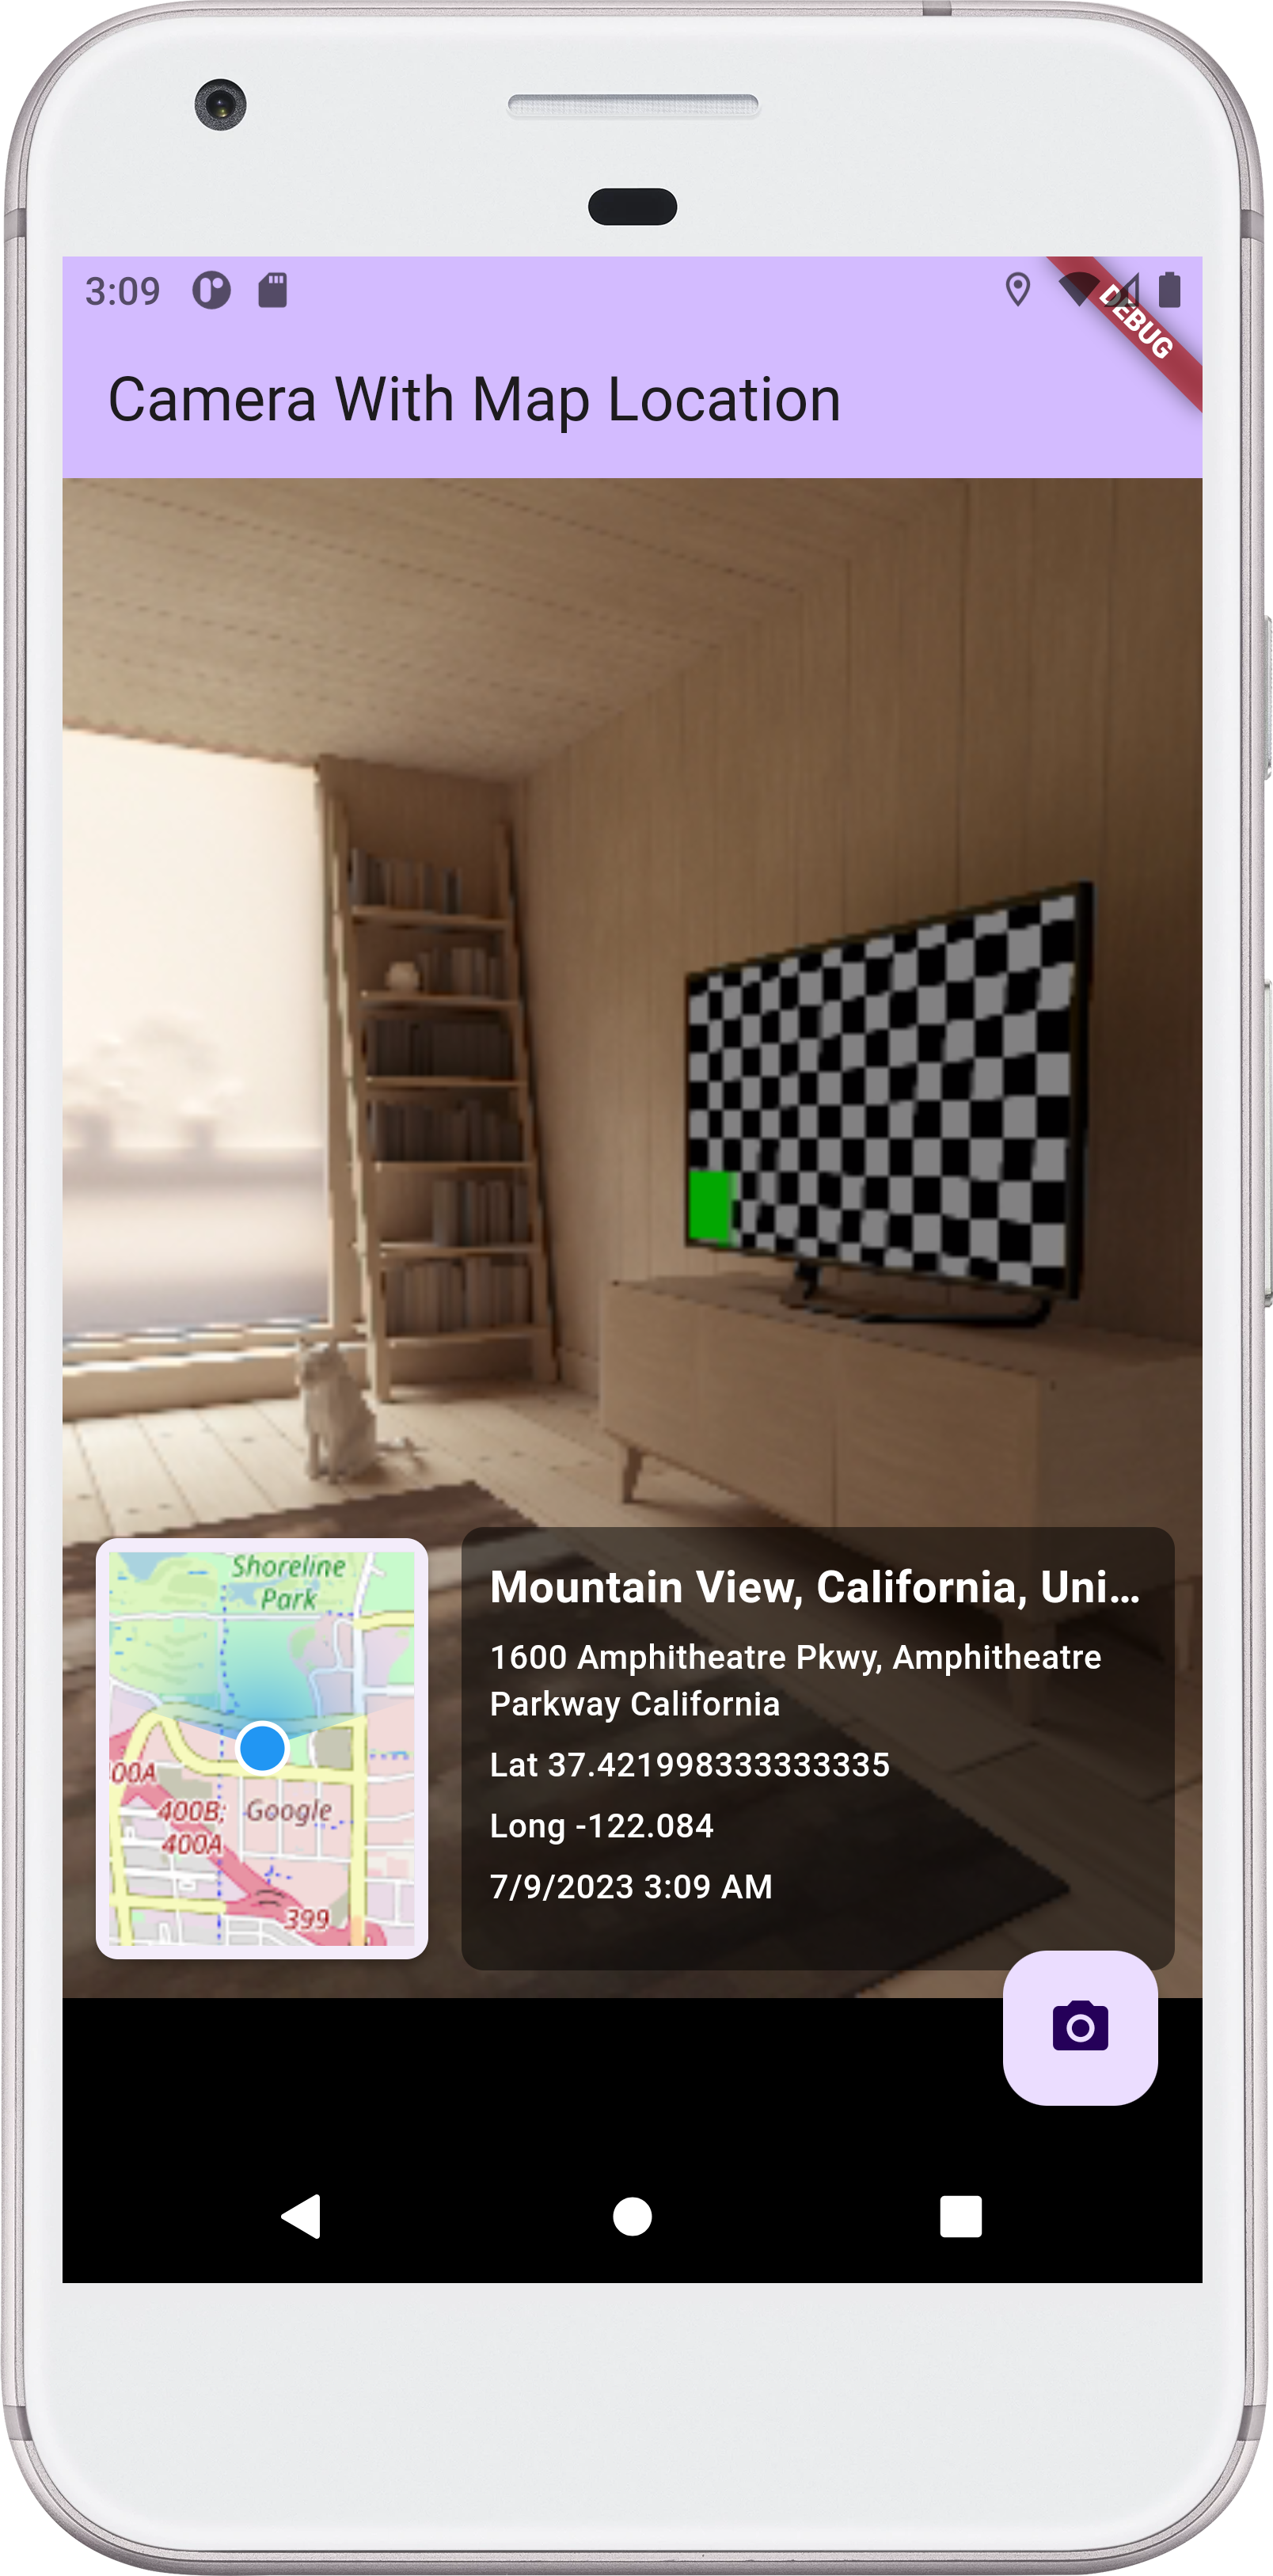 3:09
DEBUG
Camera With Map Location
Shoreline
Park
00A
400B;
400A
Google
399
Mountain View, California, Uni...
1600 Amphitheatre Pkwy, Amphitheatre
Parkway California
Lat 37.421998333333335
Long -122.084
7/9/2023 3:09 AM